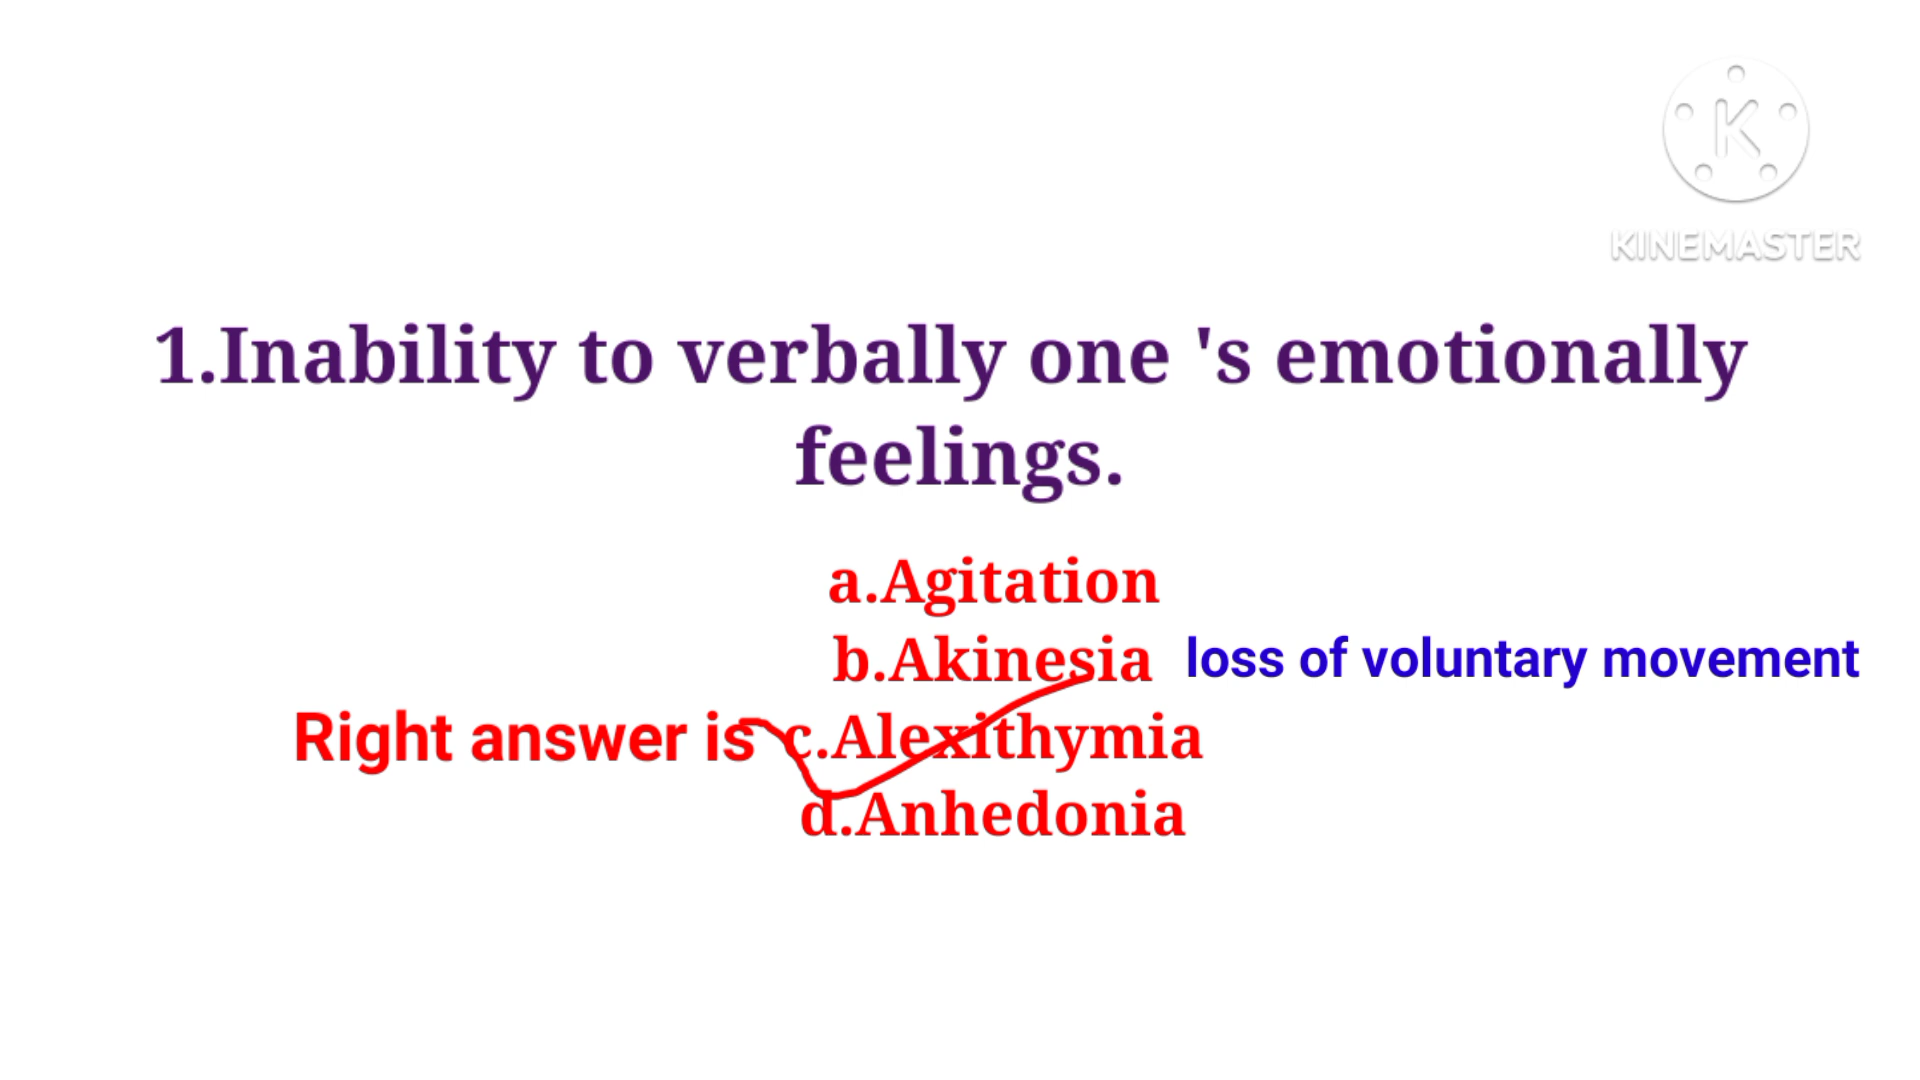 K
KINEMASTER
1.Inability to verbally one 's emotionally
feelings.
a.Agitation
b.Akinesia loss of voluntary movement
Right answer is c.Alexithymia
d.Anhedonia